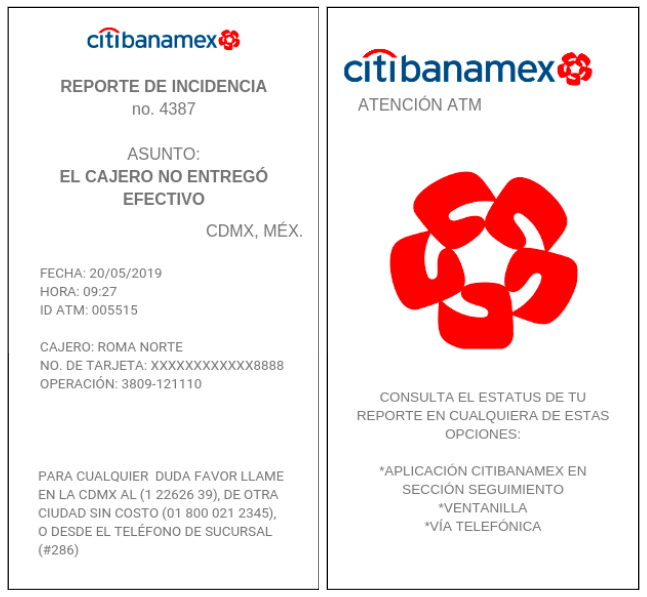 citibanamex
REPORTE DE INCIDENCIA
no. 4387
ASUNTO:
EL CAJERO NO ENTREGÓ
EFECTIVO
CDMX, MÉX.
FECHA: 20/05/2019
HORA: 09:27
ID ATM: 005515
CAJERO: ROMA NORTE
NO. DE TARJETA: XXXXXXXXXXXX8888
OPERACIÓN: 3809-121110
PARA CUALQUIER DUDA FAVOR LLAME
EN LA CDMX AL (1 22626 39), DE OTRA
CIUDAD SIN COSTO (01 800 021 2345),
O DESDE EL TELÉFONO DE SUCURSAL
(#286)
citibanamex
ATENCIÓN ATM
CONSULTA EL ESTATUS DE TU
REPORTE EN CUALQUIERA DE ESTAS
OPCIONES:
*APLICACIÓN CITIBANAMEX EN
SECCIÓN SEGUIMIENTO
*VENTANILLA
*VÍA TELEFÓNICA